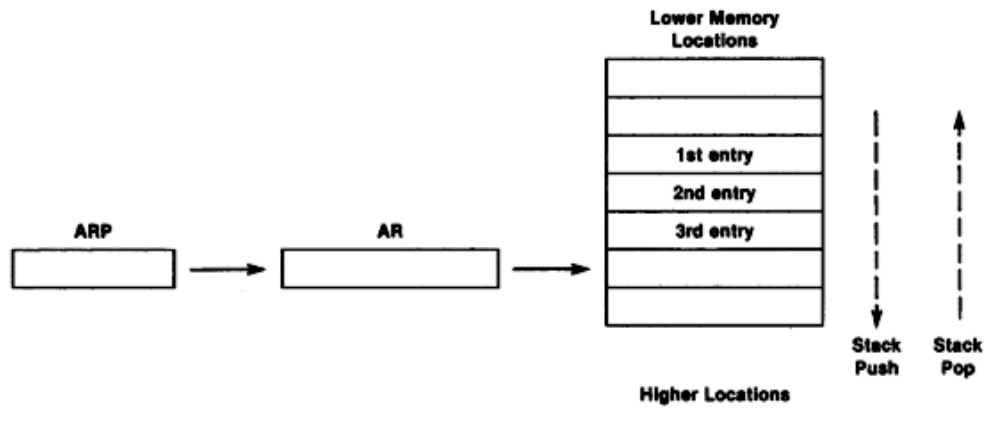 Lower Memory
Locations
1st entry
2nd entry
3rd entry
ARP
AR
Stack
Push
Stack
Pop
Higher Locations